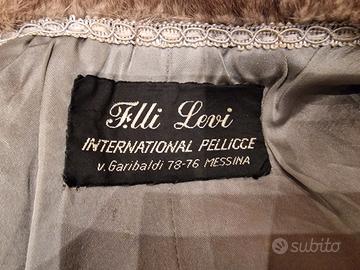 F.lli Levi
INTERNATIONAL PELLICCE
v. Garibaldi 78-76 MESSINA
subito